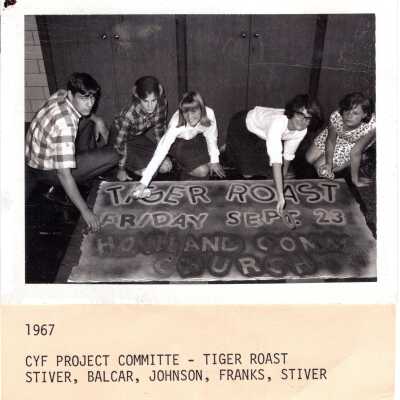 TIGER ROAST
FRIDAY SEPT 23
HOWLAND COMM
CHURCH
1967
CYF PROJECT COMMITTE - TIGER ROAST
STIVER, BALCAR, JOHNSON, FRANKS, STIVER